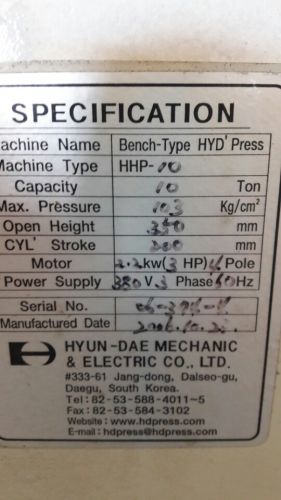 SPECIFICATION
achine Name Bench-Type HYD' Press
Machine Type HHP-10
Capacity 10 Ton
Max. Pressure 103 Kg/cm²
Open Height 350 mm
CYL' Stroke 200 mm
Motor 2.2kw(3 HP)4 Pole
Power Supply 380V 3 Phase 60Hz
Serial No.
Manufactured Date 2006.10.
HYUN-DAE MECHANIC
& ELECTRIC CO., LTD.
#333-61 Jang-dong, Dalseo-gu,
Daegu, South Korea.
Tel : 82-53-588-4011~5
Fax : 82-53-584-3102
Website : www.hdpress.com
E-mail : hdpress@hdpress.com